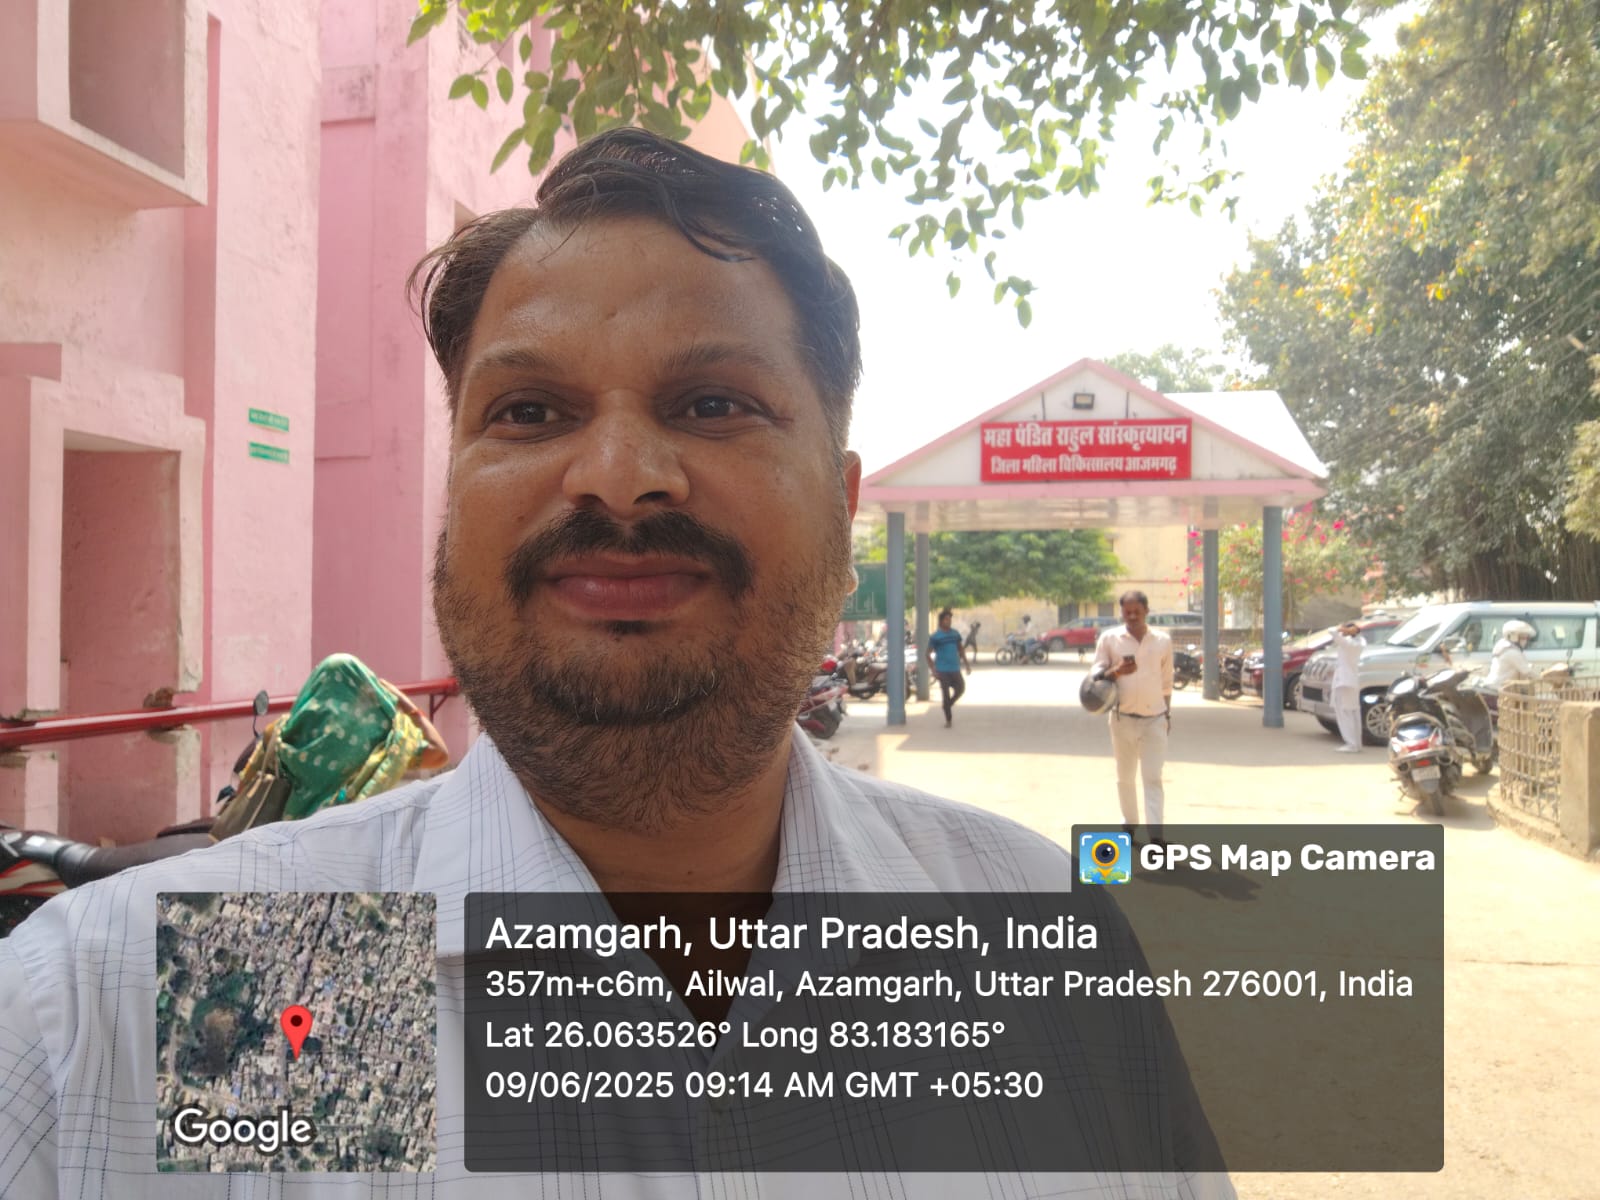 महा पंडित राहुल सांस्कृत्यायन
जिला महिला चिकित्सालय आजमगढ़
GPS Map Camera
Azamgarh, Uttar Pradesh, India
357m+c6m, Ailwal, Azamgarh, Uttar Pradesh 276001, India
Lat 26.063526° Long 83.183165°
09/06/2025 09:14 AM GMT +05:30
Google